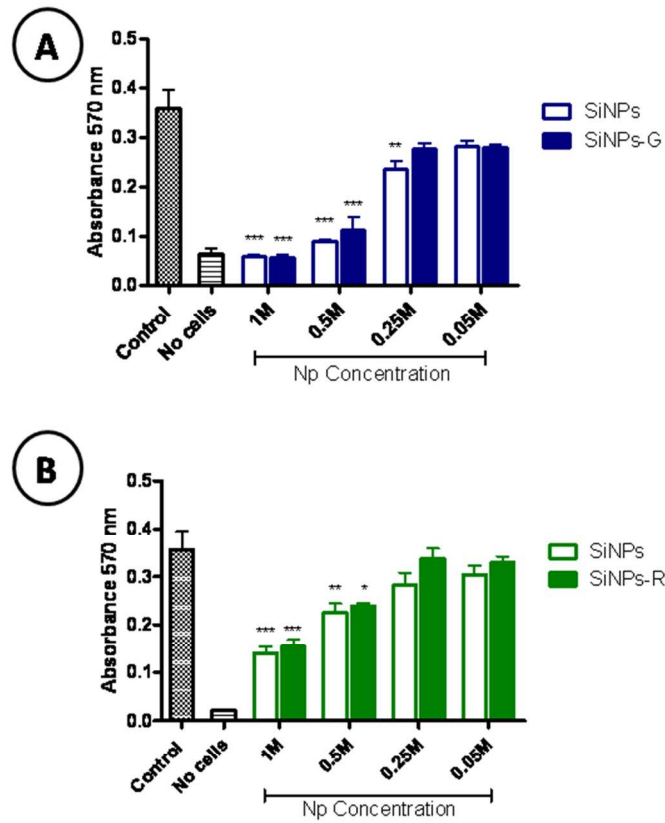 A
Absorbance 570 nm
0.5
0.4
0.3
0.2
0.1
0.0
**
***
***
***
***
SiNPs
SiNPs-G
Control
No cells
1M
0.5M
0.25M
0.05M
Np Concentration
B
Absorbance 570 nm
0.5
0.4
0.3
0.2
0.1
0.0
***
***
**
*
SiNPs
SiNPs-R
Control
No cells
1M
0.5M
0.25M
0.05M
Np Concentration